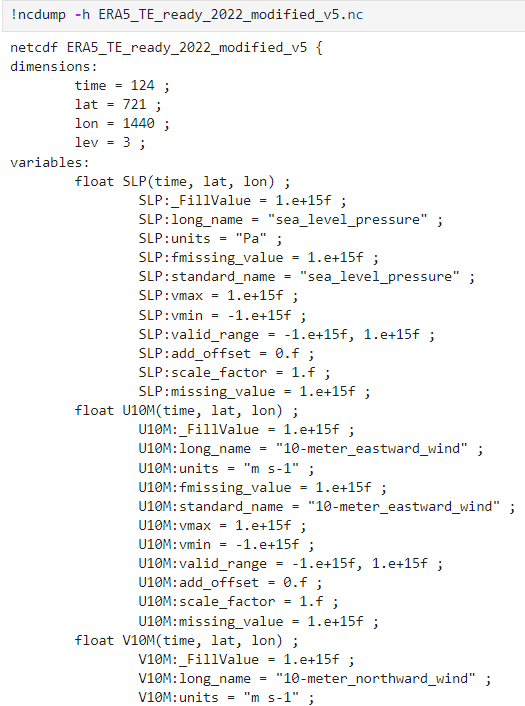 !ncdump -h ERA5_TE_ready_2022_modified_v5.nc
netcdf ERA5_TE_ready_2022_modified_v5 {
dimensions:
        time = 124 ;
        lat = 721 ;
        lon = 1440 ;
        lev = 3 ;
variables:
        float SLP(time, lat, lon) ;
                SLP:_FillValue = 1.e+15f ;
                SLP:long_name = "sea_level_pressure" ;
                SLP:units = "Pa" ;
                SLP:fmissing_value = 1.e+15f ;
                SLP:standard_name = "sea_level_pressure" ;
                SLP:vmax = 1.e+15f ;
                SLP:vmin = -1.e+15f ;
                SLP:valid_range = -1.e+15f, 1.e+15f ;
                SLP:add_offset = 0.f ;
                SLP:scale_factor = 1.f ;
                SLP:missing_value = 1.e+15f ;
        float U10M(time, lat, lon) ;
                U10M:_FillValue = 1.e+15f ;
                U10M:long_name = "10-meter_eastward_wind" ;
                U10M:units = "m s-1" ;
                U10M:fmissing_value = 1.e+15f ;
                U10M:standard_name = "10-meter_eastward_wind" ;
                U10M:vmax = 1.e+15f ;
                U10M:vmin = -1.e+15f ;
                U10M:valid_range = -1.e+15f, 1.e+15f ;
                U10M:add_offset = 0.f ;
                U10M:scale_factor = 1.f ;
                U10M:missing_value = 1.e+15f ;
        float V10M(time, lat, lon) ;
                V10M:_FillValue = 1.e+15f ;
                V10M:long_name = "10-meter_northward_wind" ;
                V10M:units = "m s-1" ;